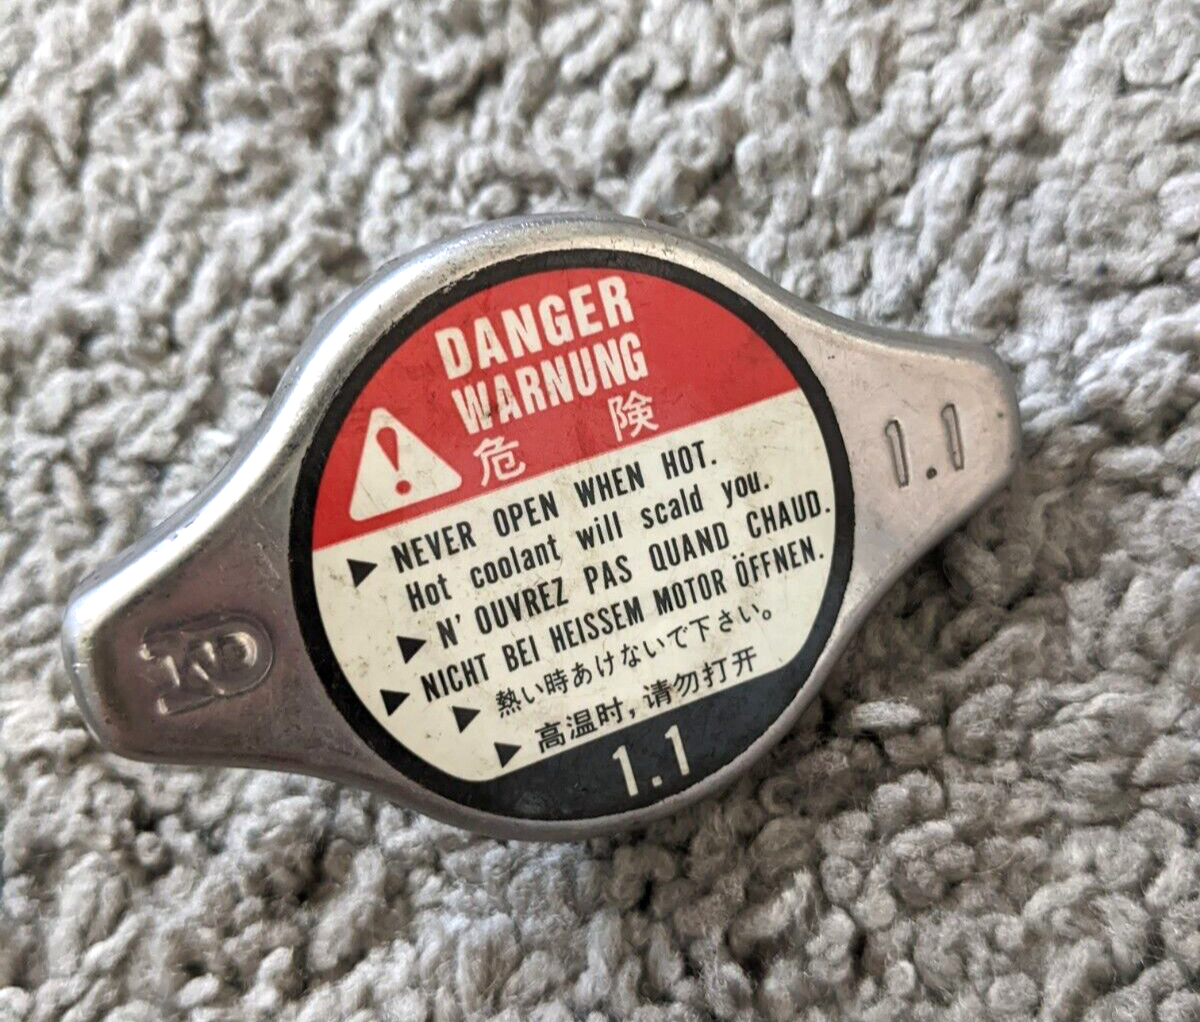 DANGER
WARNUNG
危 険
NEVER OPEN WHEN HOT.
Hot coolant will scald you.
N' OUVREZ PAS QUAND CHAUD.
NICHT BEI HEISSEM MOTOR ÖFFNEN.
熱い時あけないで下さい。
高温时,请勿打开
1.1
1.1